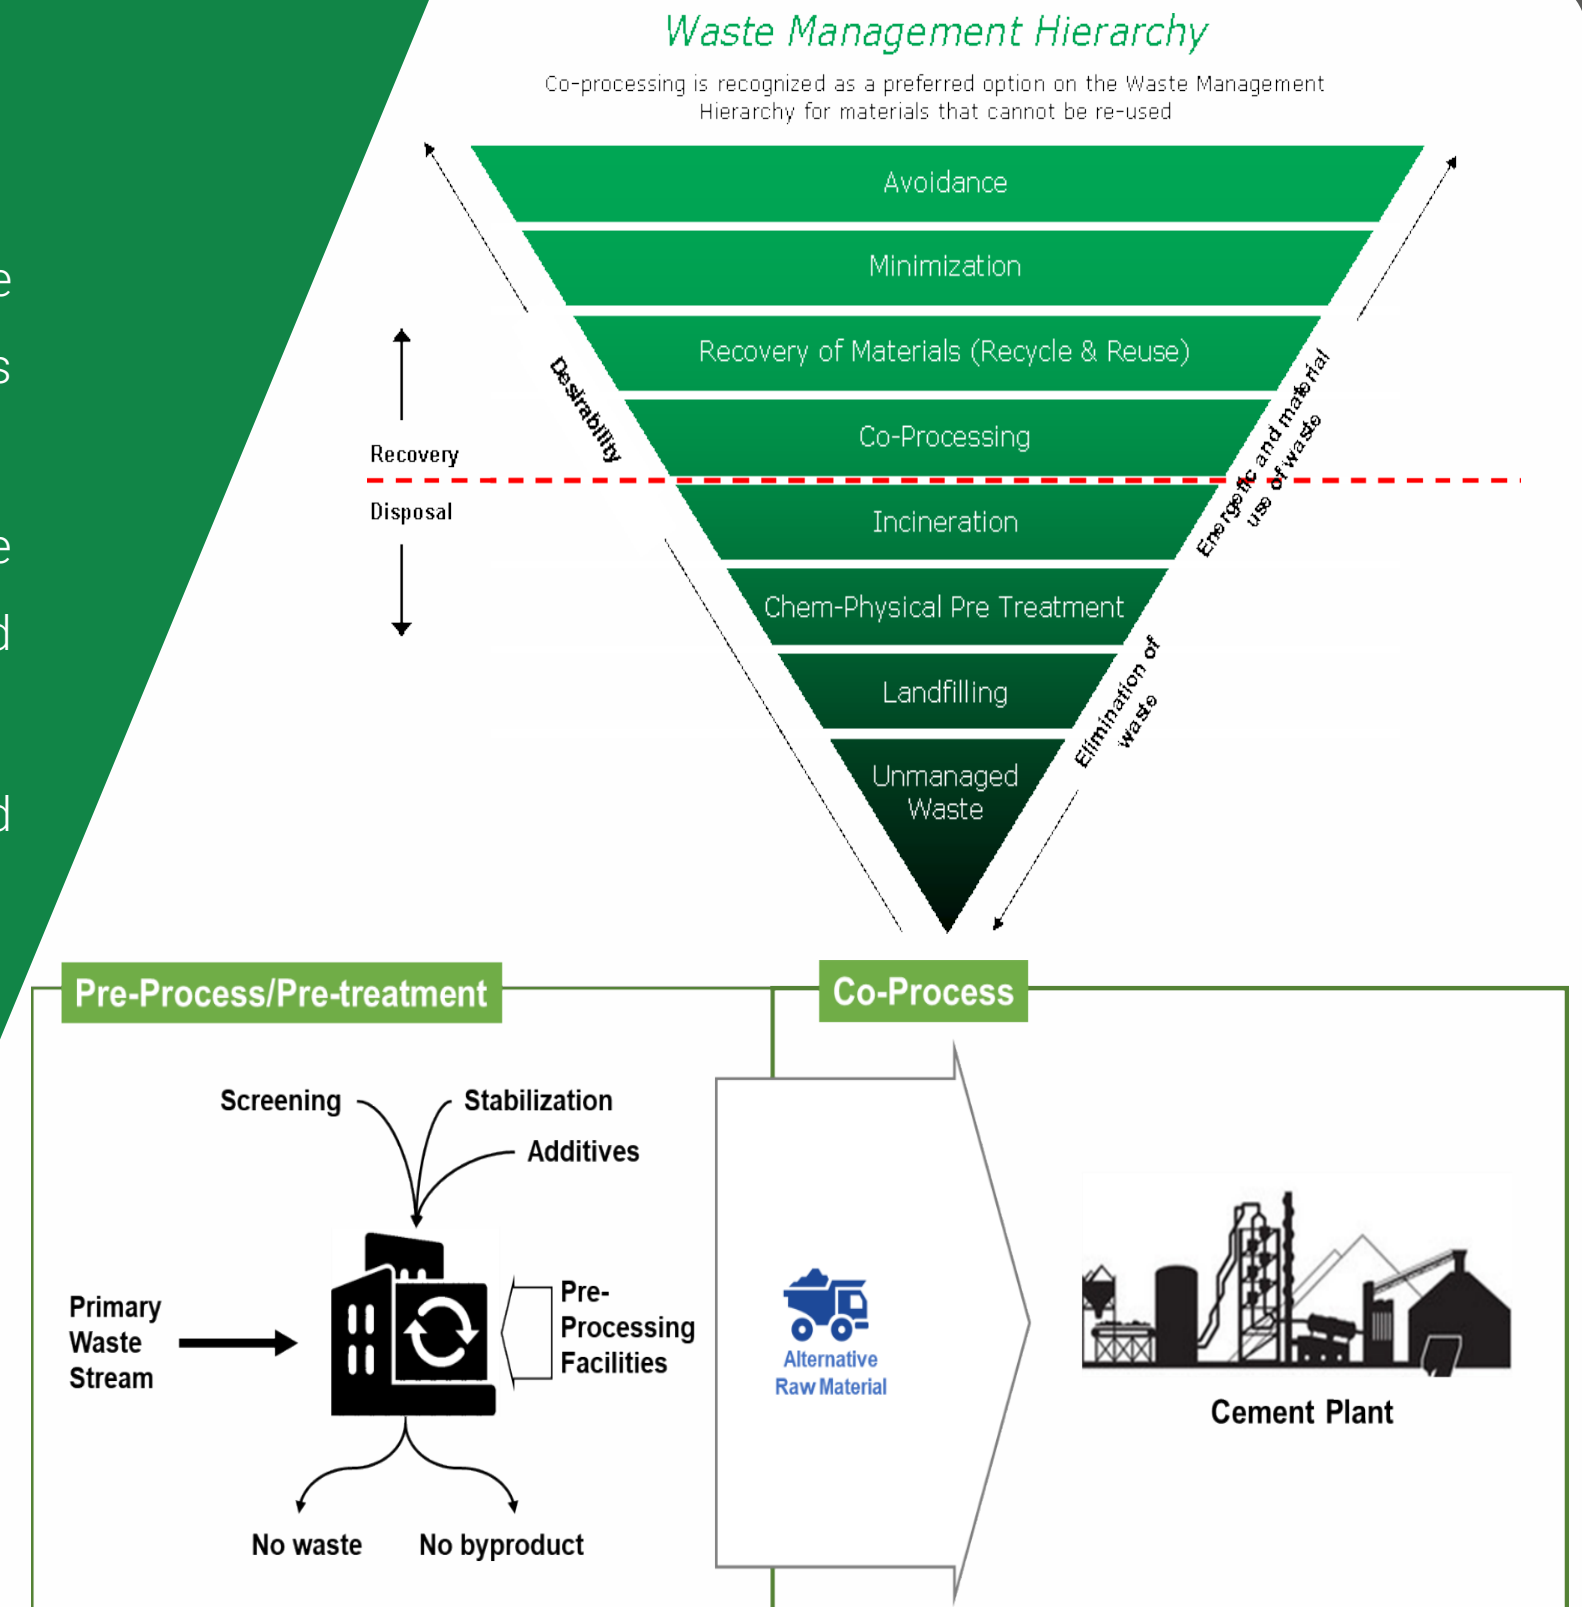 Waste Management Hierarchy
Co-processing is recognized as a preferred option on the Waste Management
Hierarchy for materials that cannot be re-used
Avoidance
Minimization
Recovery of Materials (Recycle & Reuse)
Co-Processing
Incineration
Chem-Physical Pre Treatment
Landfilling
Unmanaged
Waste
Recovery
Disposal
Desirability
Energetic and material
use of waste
Elimination of
waste
e
s
e
d
d
Pre-Process/Pre-treatment
Screening
Stabilization
Additives
Primary
Waste
Stream
Pre-
Processing
Facilities
No waste
No byproduct
Co-Process
Alternative
Raw Material
Cement Plant